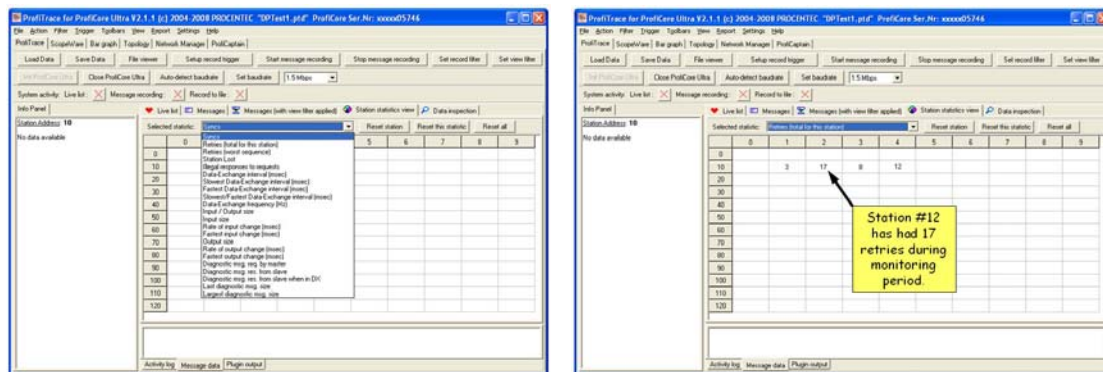 ProfiTrace for ProfiCore Ultra V2.1.1 (c) 2004-2008 PROCENTEC "DPTest1.ptd" ProfiCore Ser.Nr: xxxxx05746
File Action Filter Trigger Toolbars View Report Settings Help
ProfiTrace ScopeWare Bar graph Topology Network Manager ProfiCaptain
Load Data Save Data File viewer Setup record trigger Start message recording Stop message recording Set record filter Set view filter
Init ProfiCore Ultra Close ProfiCore Ultra Auto-detect baudrate Set baudrate 1.5 Mbps
System activity: Live list: Message recording: Record to file:
Info Panel Live list Messages Messages (with view filter applied) Station statistics view Data inspection
Station Address: 10
No data available
Selected statistic: Syncs Reset station Reset this statistic Reset all
0 5 6 7 8 9
Syncs
Retries (total for this station)
Retries (worst sequence)
Station Lost
Illegal responses to requests
Data-Exchange interval (msec)
Slowest Data-Exchange interval (msec)
Fastest Data-Exchange interval (msec)
Slowest/Fastest Data-Exchange interval (msec)
Data-Exchange frequency (Hz)
Input / Output size
Input size
Rate of input change (msec)
Fastest input change (msec)
Output size
Rate of output change (msec)
Fastest output change (msec)
Diagnostic msg. req. by master
Diagnostic msg. res. from slave
Diagnostic msg. res. from slave when in DX
Last diagnostic msg. size
Largest diagnostic msg. size
0
10
20
30
40
50
60
70
80
90
100
110
120
Activity log Message data Plugin output
ProfiTrace for ProfiCore Ultra V2.1.1 (c) 2004-2008 PROCENTEC "DPTest1.ptd" ProfiCore Ser.Nr: xxxxx05746
File Action Filter Trigger Toolbars View Report Settings Help
ProfiTrace ScopeWare Bar graph Topology Network Manager ProfiCaptain
Load Data Save Data File viewer Setup record trigger Start message recording Stop message recording Set record filter Set view filter
Init ProfiCore Ultra Close ProfiCore Ultra Auto-detect baudrate Set baudrate 1.5 Mbps
System activity: Live list: Message recording: Record to file:
Info Panel Live list Messages Messages (with view filter applied) Station statistics view Data inspection
Station Address: 10
No data available
Selected statistic: Retries (total for this station) Reset station Reset this statistic Reset all
0 1 2 3 4 5 6 7 8 9
0
10 3 17 8 12
20
30
40
50
60
70
80
90
100
110
120
Station #12
has had 17
retries during
monitoring
period.
Activity log Message data Plugin output